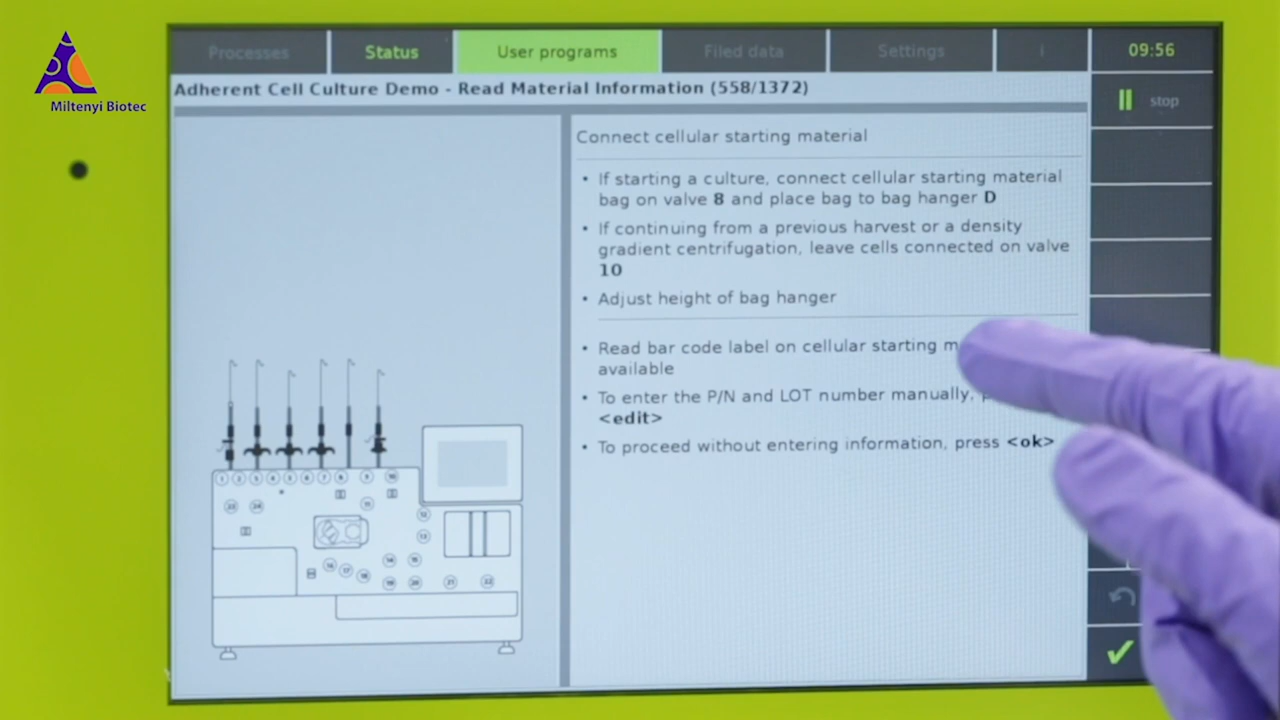 Miltenyi Biotec
Processes
Status
User programs
Filed data
Settings
i
09:56
Adherent Cell Culture Demo - Read Material Information (558/1372)
stop
Connect cellular starting material
• If starting a culture, connect cellular starting material
bag on valve 8 and place bag to bag hanger D
• If continuing from a previous harvest or a density
gradient centrifugation, leave cells connected on valve
10
• Adjust height of bag hanger
• Read bar code label on cellular starting
available
• To enter the P/N and LOT number manually,
<edit>
• To proceed without entering information, press <ok>